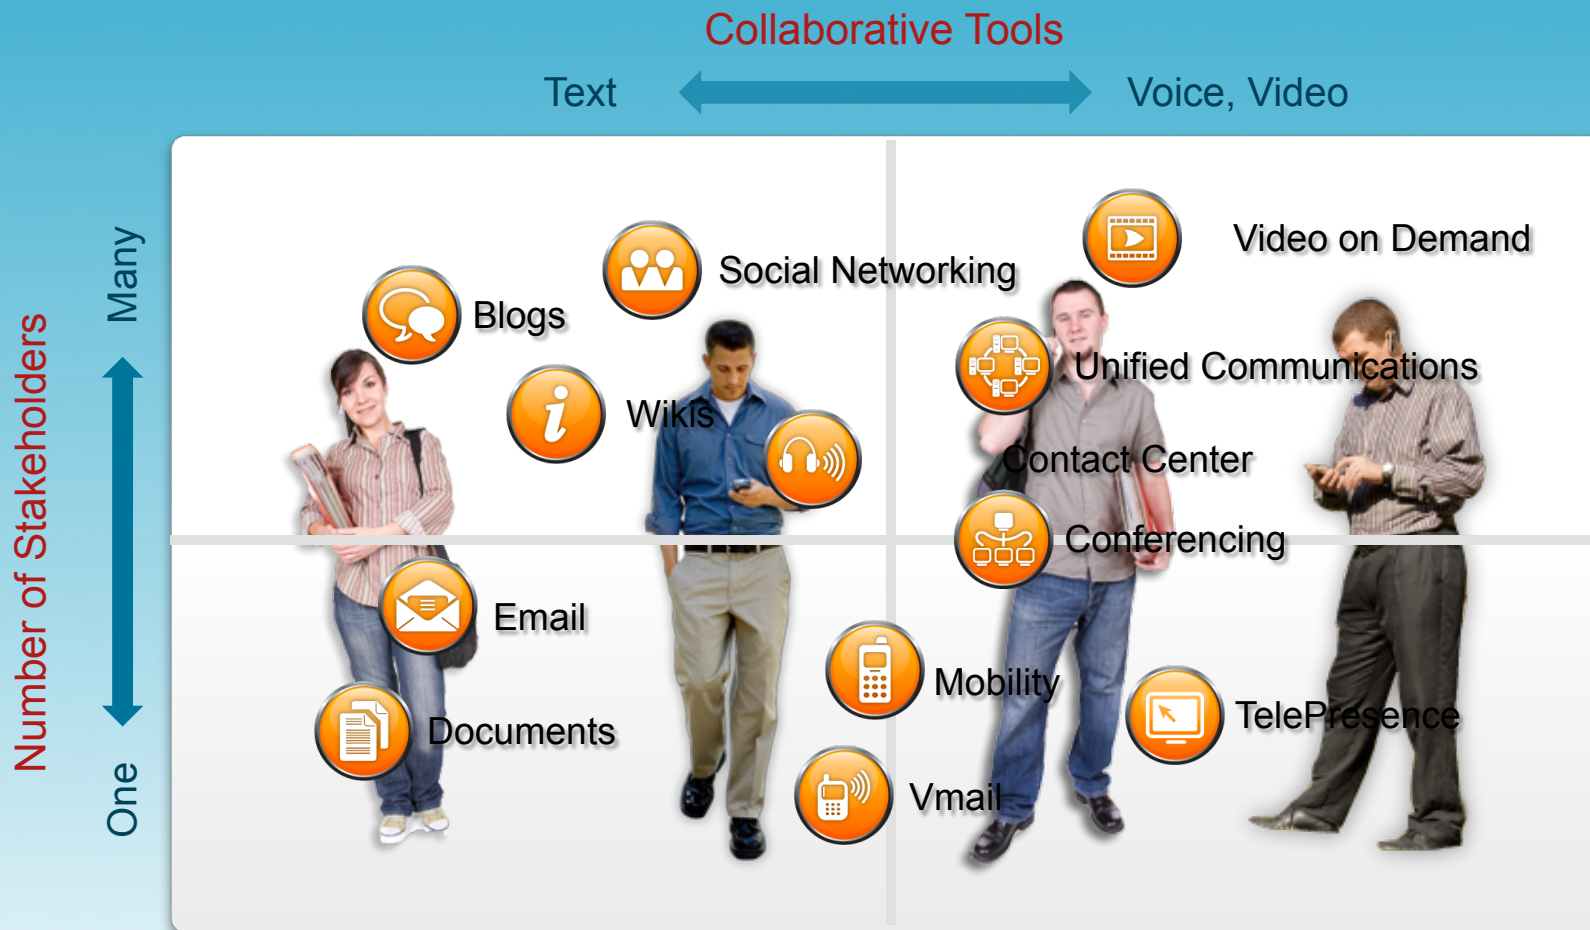 Collaborative Tools
Text
Voice, Video
Number of Stakeholders
Many
One
Video on Demand
Social Networking
Blogs
Unified Communications
Wikis
Contact Center
Conferencing
Email
Mobility
TelePresence
Documents
Vmail